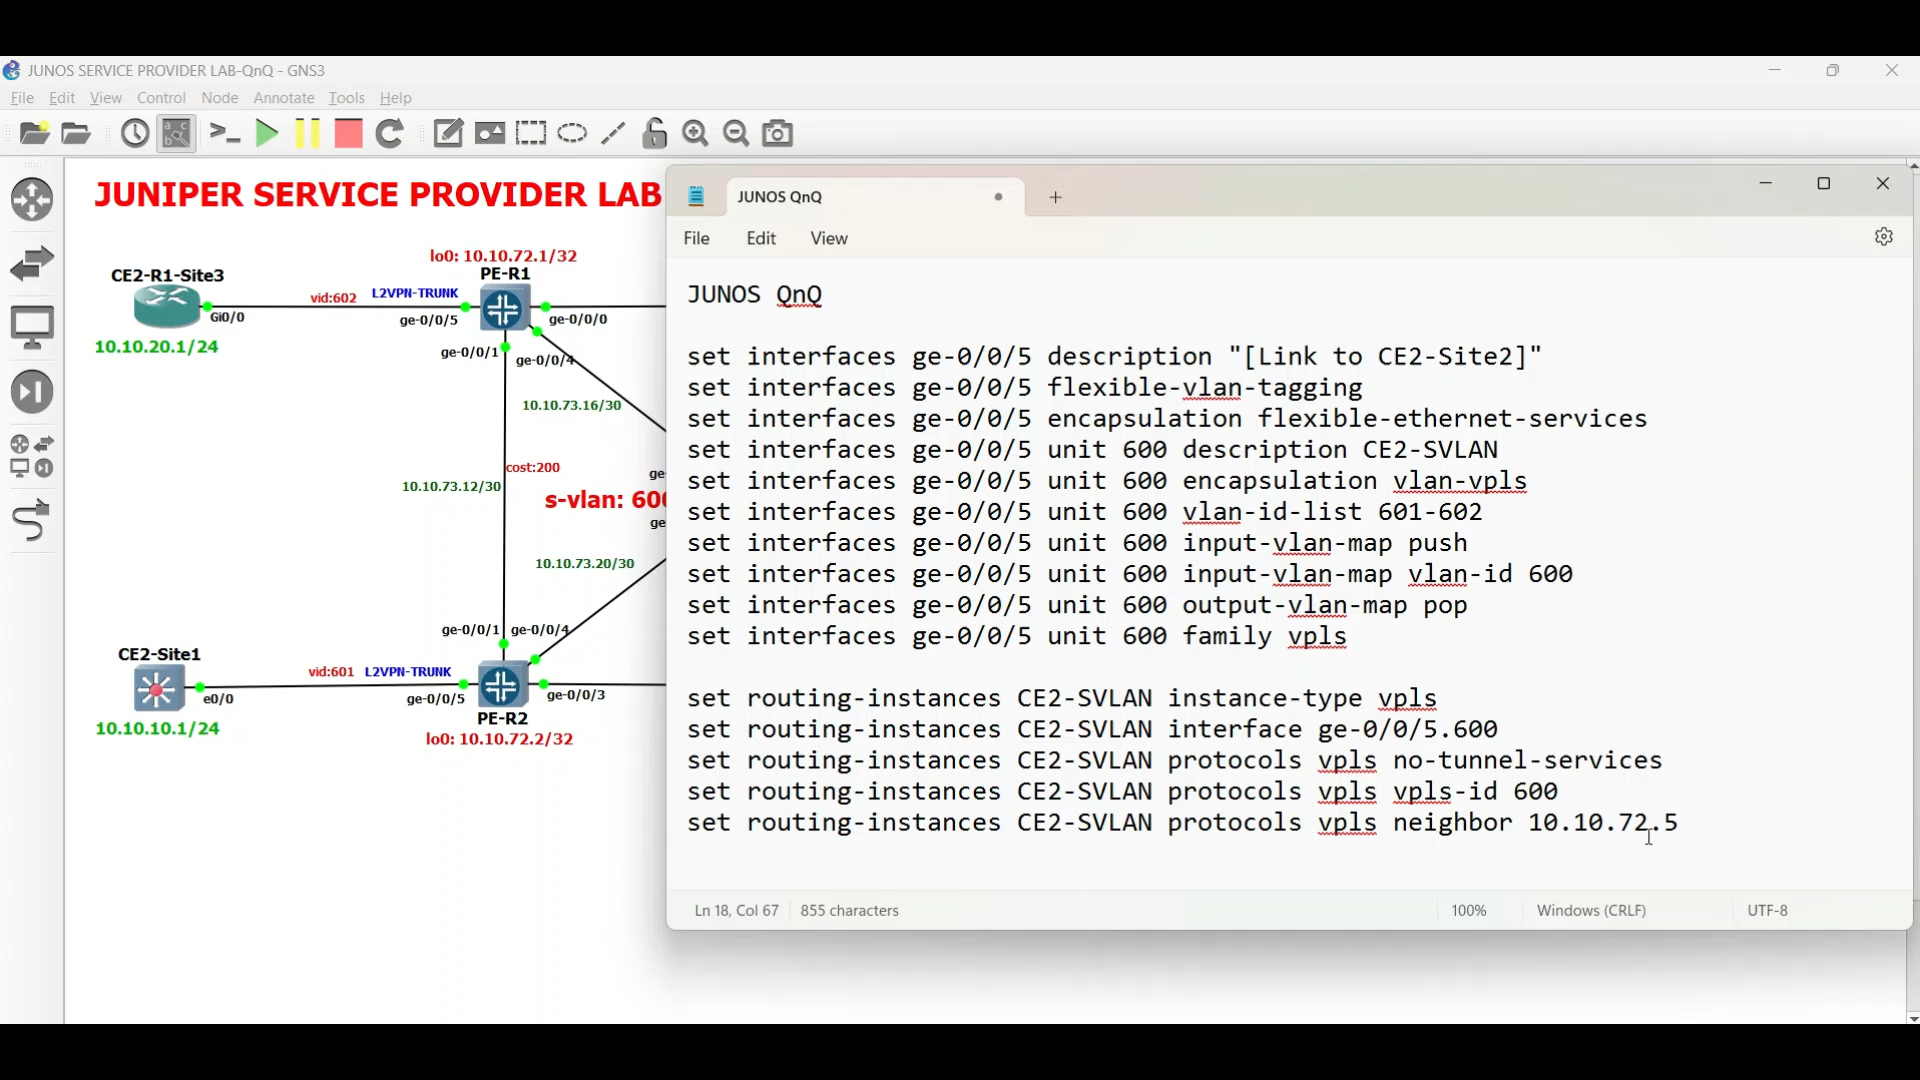 JUNOS SERVICE PROVIDER LAB-QnQ - GNS3
File Edit View Control Node Annotate Tools Help
JUNIPER SERVICE PROVIDER LAB
lo0: 10.10.72.1/32
CE2-R1-Site3
PE-R1
vid:602
L2VPN-TRUNK
Gi0/0
ge-0/0/5
ge-0/0/0
10.10.20.1/24
ge-0/0/1
ge-0/0/4
10.10.73.16/30
cost:200
ge-
10.10.73.12/30
s-vlan: 600
ge-
10.10.73.20/30
ge-0/0/1
ge-0/0/4
CE2-Site1
vid:601
L2VPN-TRUNK
e0/0
ge-0/0/5
ge-0/0/3
10.10.10.1/24
PE-R2
lo0: 10.10.72.2/32
JUNOS QnQ
File Edit View
JUNOS QnQ
set interfaces ge-0/0/5 description "[Link to CE2-Site2]"
set interfaces ge-0/0/5 flexible-vlan-tagging
set interfaces ge-0/0/5 encapsulation flexible-ethernet-services
set interfaces ge-0/0/5 unit 600 description CE2-SVLAN
set interfaces ge-0/0/5 unit 600 encapsulation vlan-vpls
set interfaces ge-0/0/5 unit 600 vlan-id-list 601-602
set interfaces ge-0/0/5 unit 600 input-vlan-map push
set interfaces ge-0/0/5 unit 600 input-vlan-map vlan-id 600
set interfaces ge-0/0/5 unit 600 output-vlan-map pop
set interfaces ge-0/0/5 unit 600 family vpls
set routing-instances CE2-SVLAN instance-type vpls
set routing-instances CE2-SVLAN interface ge-0/0/5.600
set routing-instances CE2-SVLAN protocols vpls no-tunnel-services
set routing-instances CE2-SVLAN protocols vpls vpls-id 600
set routing-instances CE2-SVLAN protocols vpls neighbor 10.10.72.5
Ln 18, Col 67
855 characters
100%
Windows (CRLF)
UTF-8